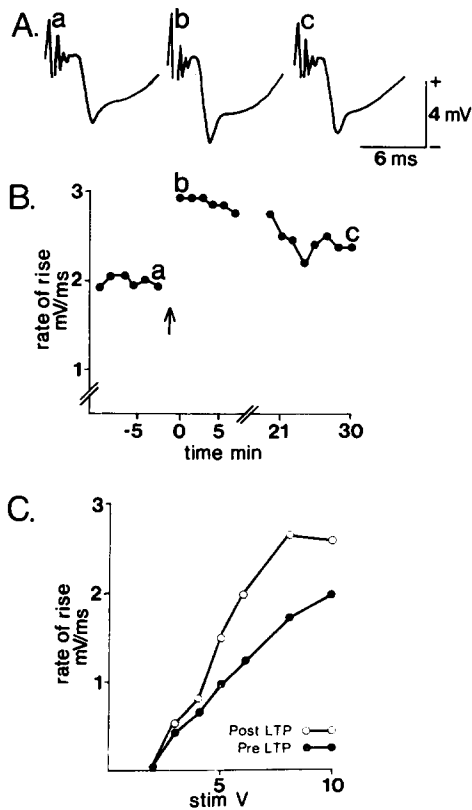 A.
a b c
+
4 mV
−
6 ms
B.
rate of rise
mV/ms
3
2
1
b
a
c
-5 0 5 21 30
time min
C.
rate of rise
mV/ms
3
2
1
Post LTP
Pre LTP
5 10
stim V